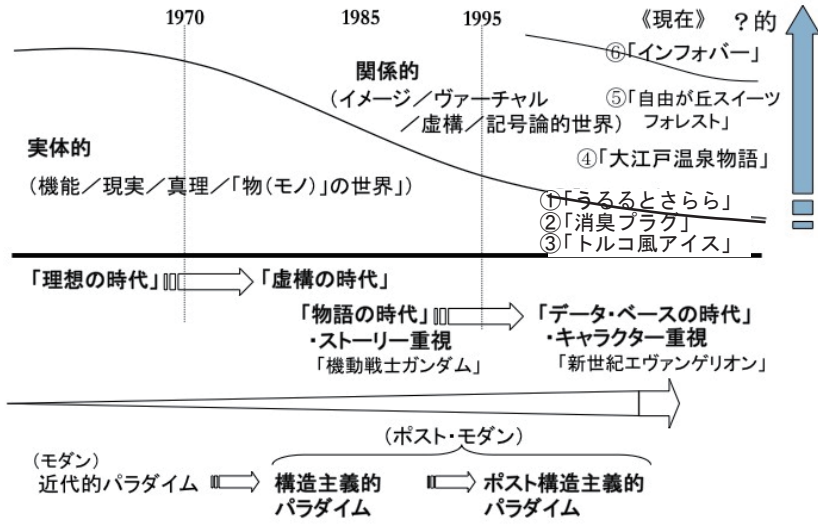 1970
1985
1995
《現在》
?的
⑥「インフォバー」
関係的
(イメージ/ヴァーチャル
/虚構/記号論的世界)
⑤「自由が丘スイーツ
フォレスト」
実体的
④「大江戸温泉物語」
(機能/現実/真理/「物(モノ)」の世界」)
①「うるるとさらら」
②「消臭プラグ」
③「トルコ風アイス」
「理想の時代」
「虚構の時代」
「物語の時代」
・ストーリー重視
「機動戦士ガンダム」
「データ・ベースの時代」
・キャラクター重視
「新世紀エヴァンゲリオン」
(ポスト・モダン)
(モダン)
近代的パラダイム
構造主義的
パラダイム
ポスト構造主義的
パラダイム